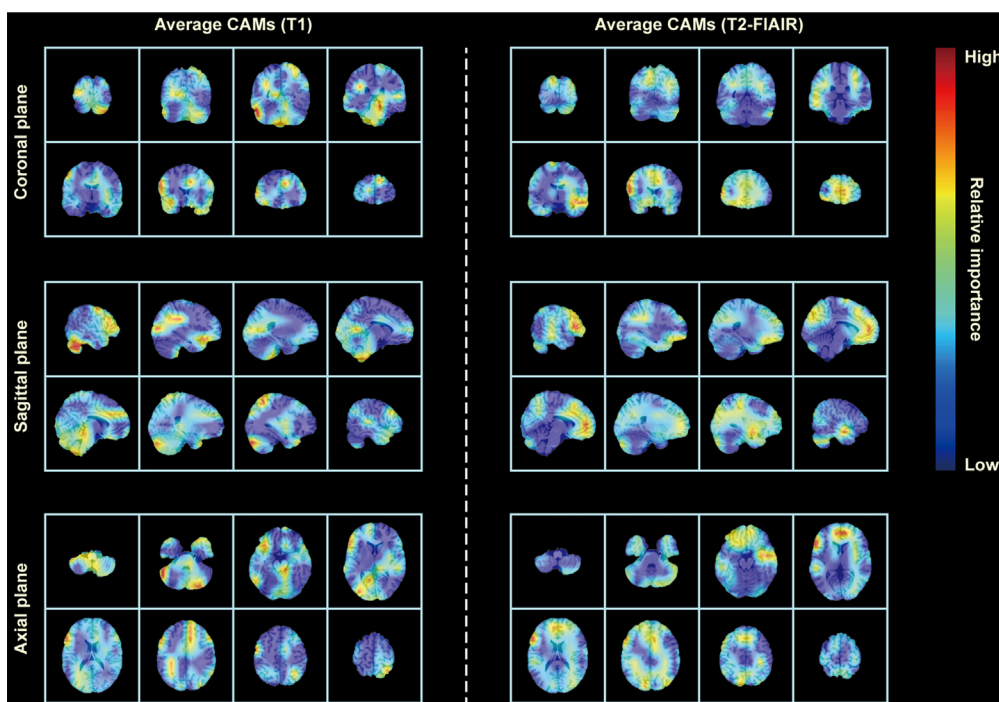 Average CAMs (T1)
Average CAMs (T2-FlAIR)
High
Coronal plane
Relative importance
Sagittal plane
Low
Axial plane